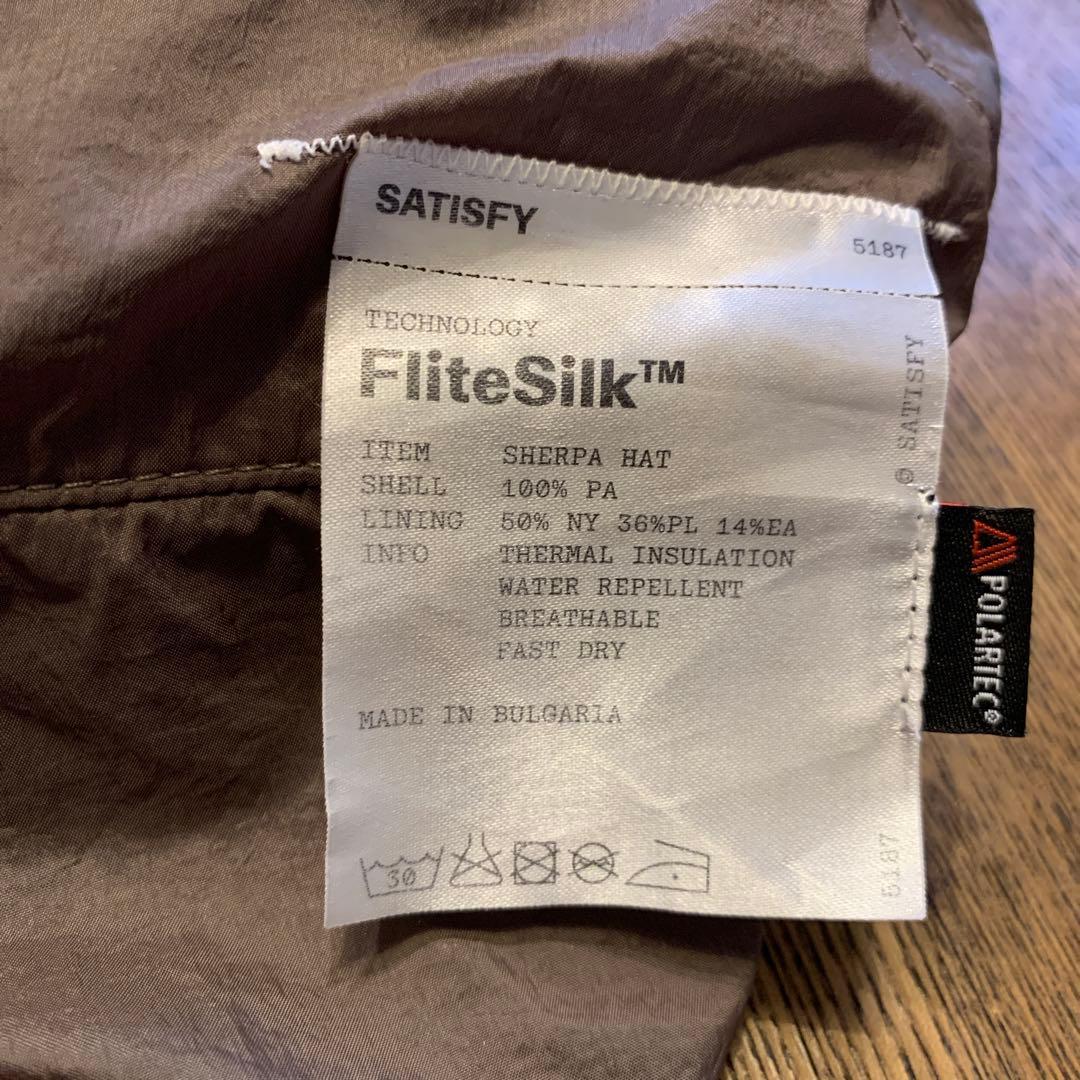 SATISFY
5187
TECHNOLOGY
FliteSilk™
ITEM SHERPA HAT
SHELL 100% PA
LINING 50% NY 36%PL 14%EA
INFO THERMAL INSULATION
WATER REPELLENT
BREATHABLE
FAST DRY
MADE IN BULGARIA
30
© SATISFY
5187
POLARTEC®